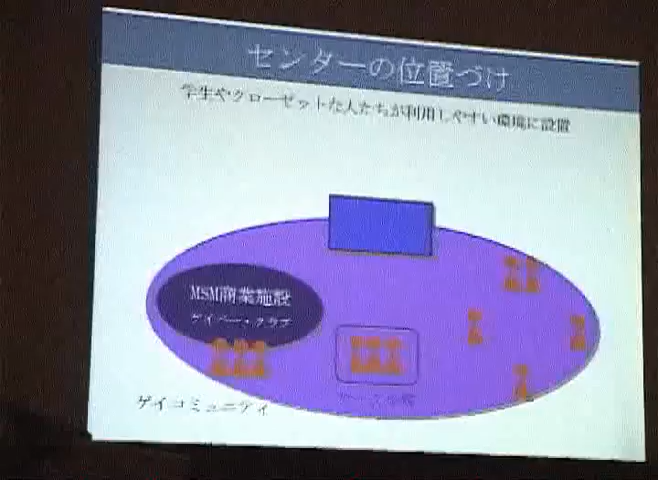 センターの位置づけ
学生やクローゼットな人たちが利用しやすい環境に設置
MSM商業施設
ゲイバー・クラブ
ゲイコミュニティ